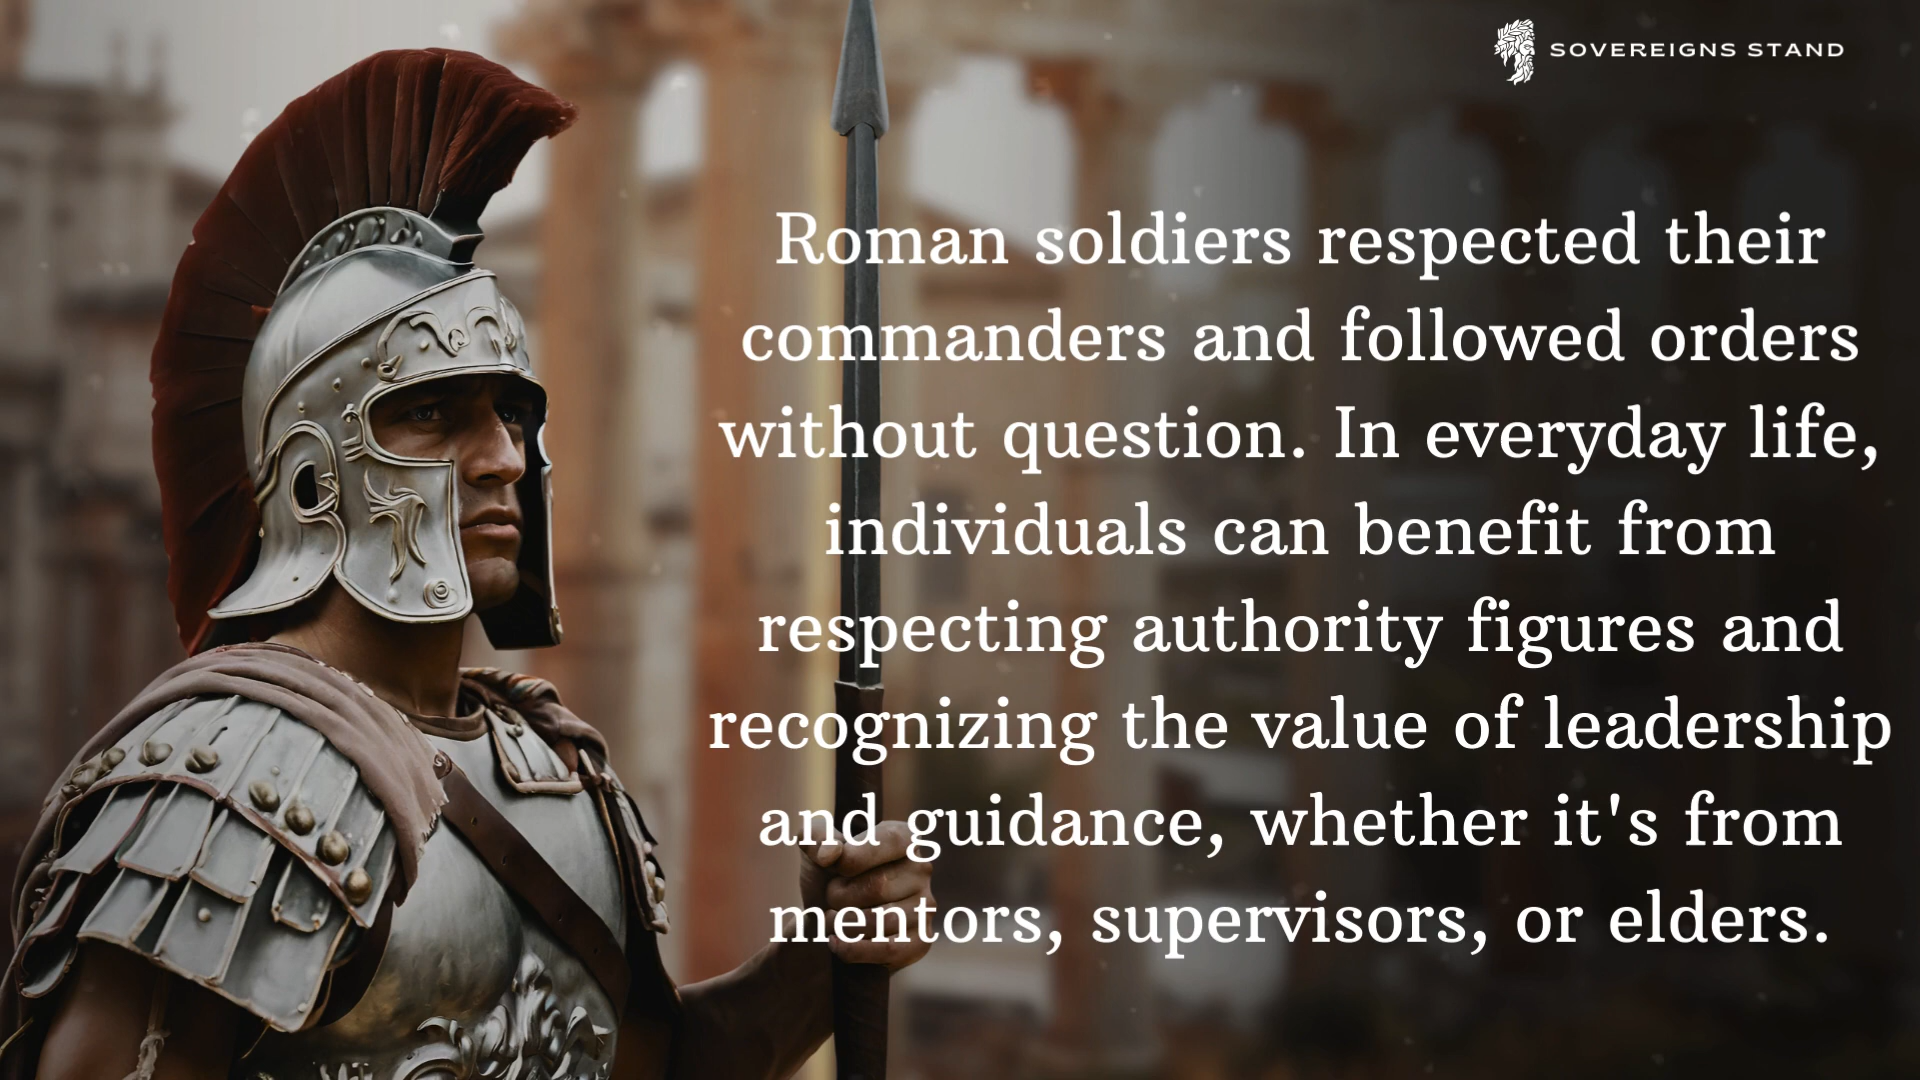 SOVEREIGNS STAND
Roman soldiers respected their
commanders and followed orders
without question. In everyday life,
individuals can benefit from
respecting authority figures and
recognizing the value of leadership
and guidance, whether it's from
mentors, supervisors, or elders.